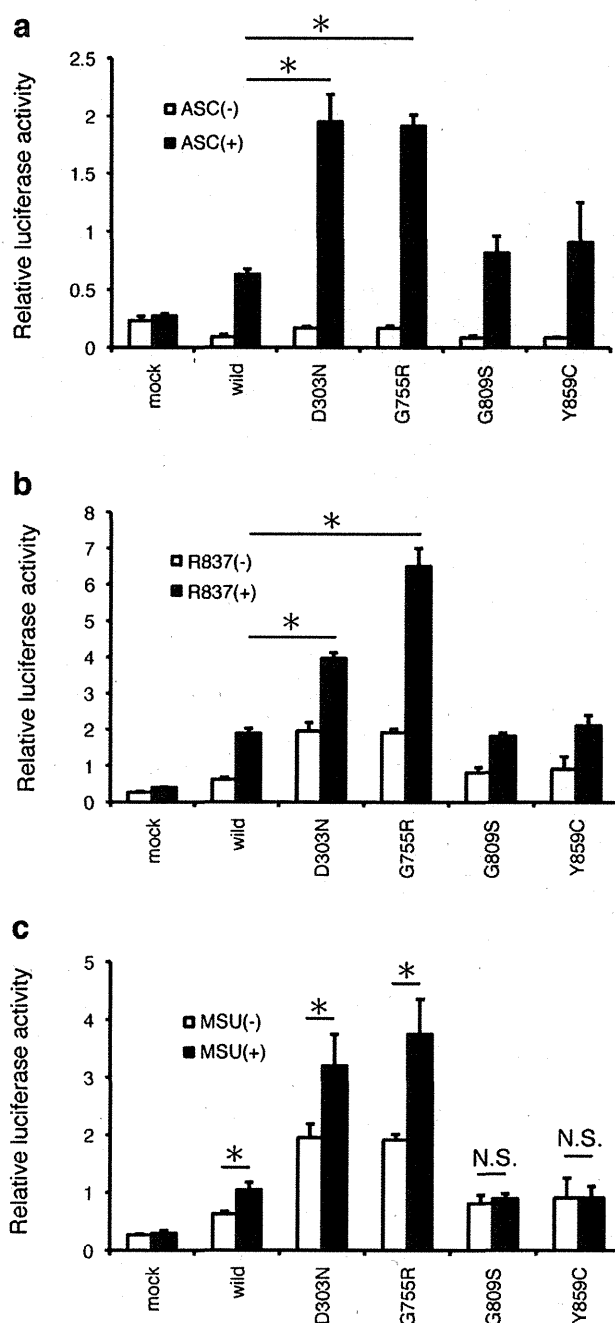 a
Relative luciferase activity
2.5
2
1.5
1
0.5
0
ASC(-)
ASC(+)
*
*
mock
wild
D303N
G755R
G809S
Y859C
b
Relative luciferase activity
8
7
6
5
4
3
2
1
0
R837(-)
R837(+)
*
*
mock
wild
D303N
G755R
G809S
Y859C
c
Relative luciferase activity
5
4
3
2
1
0
MSU(-)
MSU(+)
*
*
*
N.S.
N.S.
mock
wild
D303N
G755R
G809S
Y859C